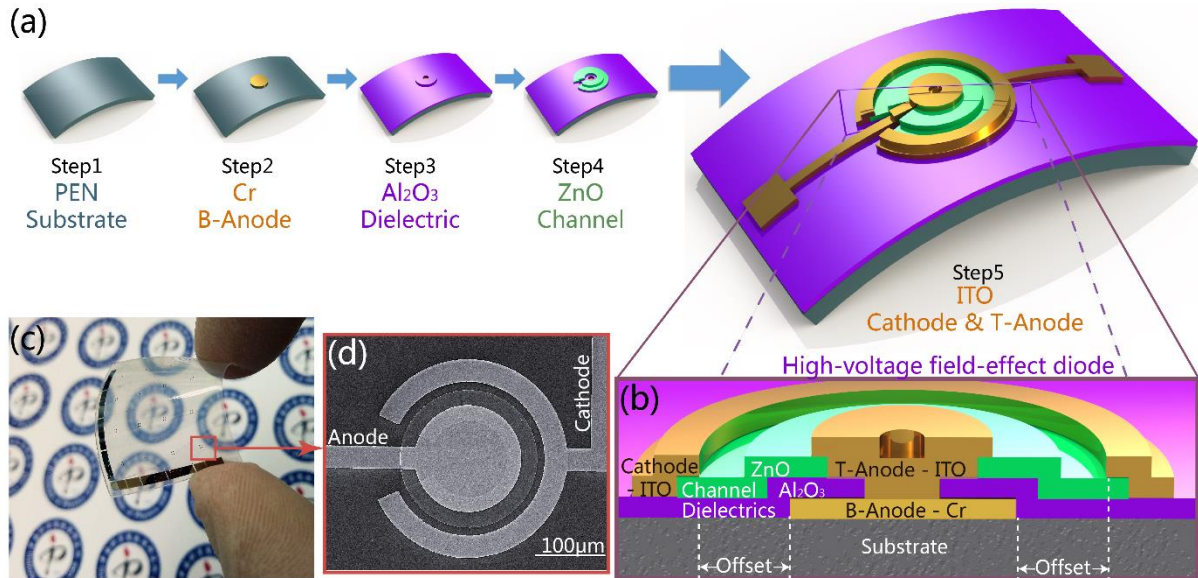 (a)
Step1
PEN
Substrate
Step2
Cr
B-Anode
Step3
Al₂O₃
Dielectric
Step4
ZnO
Channel
Step5
ITO
Cathode & T-Anode
High-voltage field-effect diode
(c)
(d)
Anode
Cathode
100μm
(b)
Cathode
- ITO
ZnO
Channel
T-Anode - ITO
Al₂O₃
Dielectrics
B-Anode - Cr
Substrate
Offset
Offset